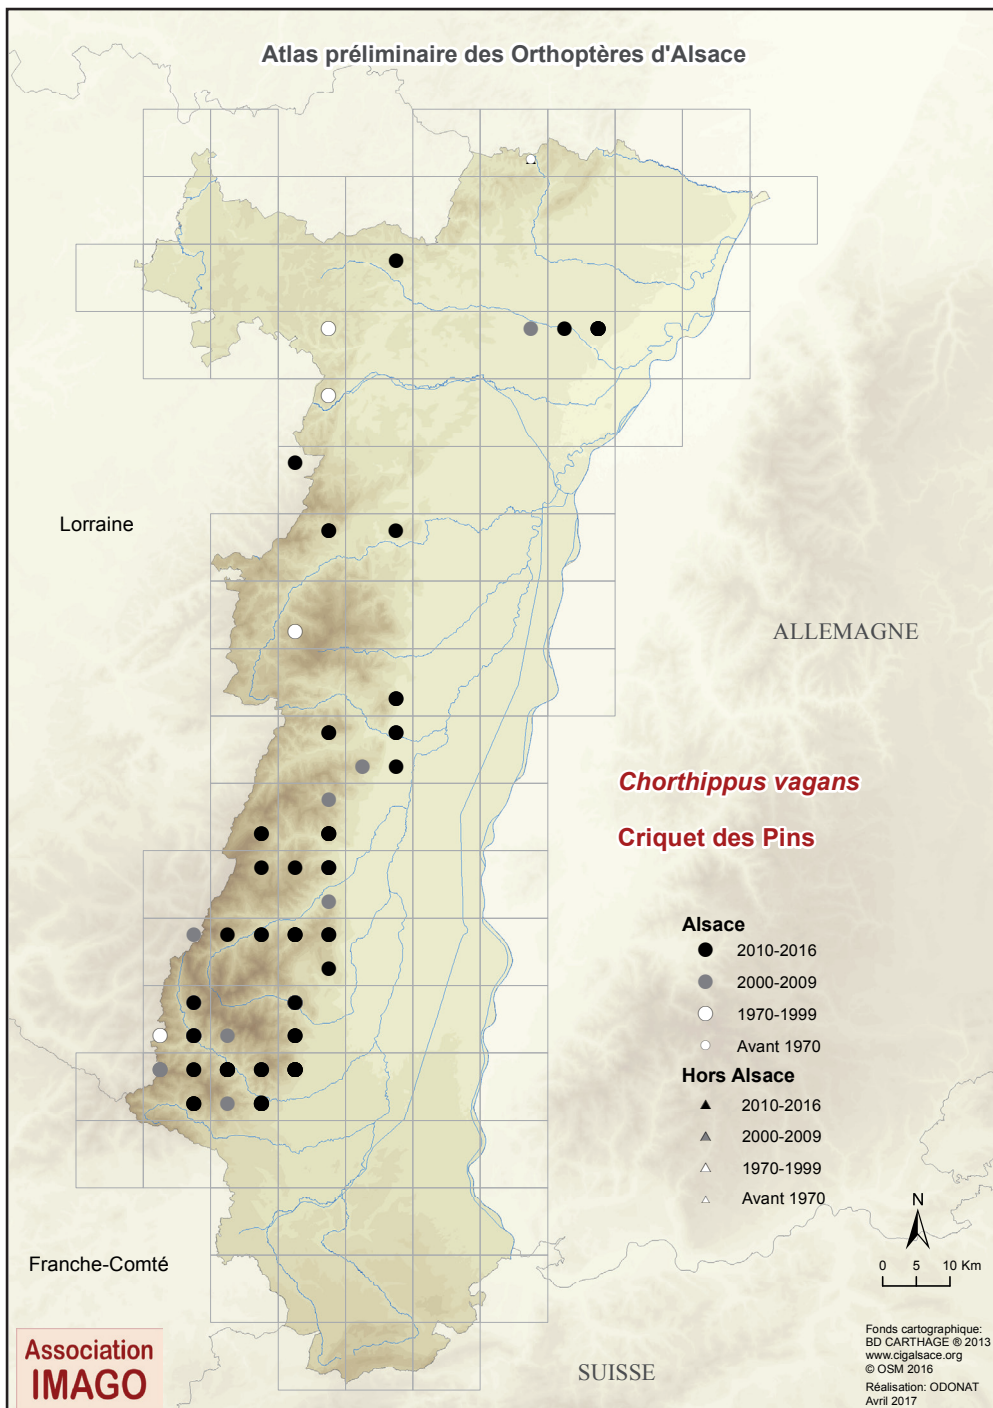 Atlas préliminaire des Orthoptères d'Alsace
Lorraine
ALLEMAGNE
Chorthippus vagans
Criquet des Pins
Alsace
2010-2016
2000-2009
1970-1999
Avant 1970
Hors Alsace
2010-2016
2000-2009
1970-1999
Avant 1970
N
0 5 10 Km
Franche-Comté
SUISSE
Association
IMAGO
Fonds cartographique:
BD CARTHAGE ® 2013
www.cigalsace.org
© OSM 2016
Réalisation: ODONAT
Avril 2017